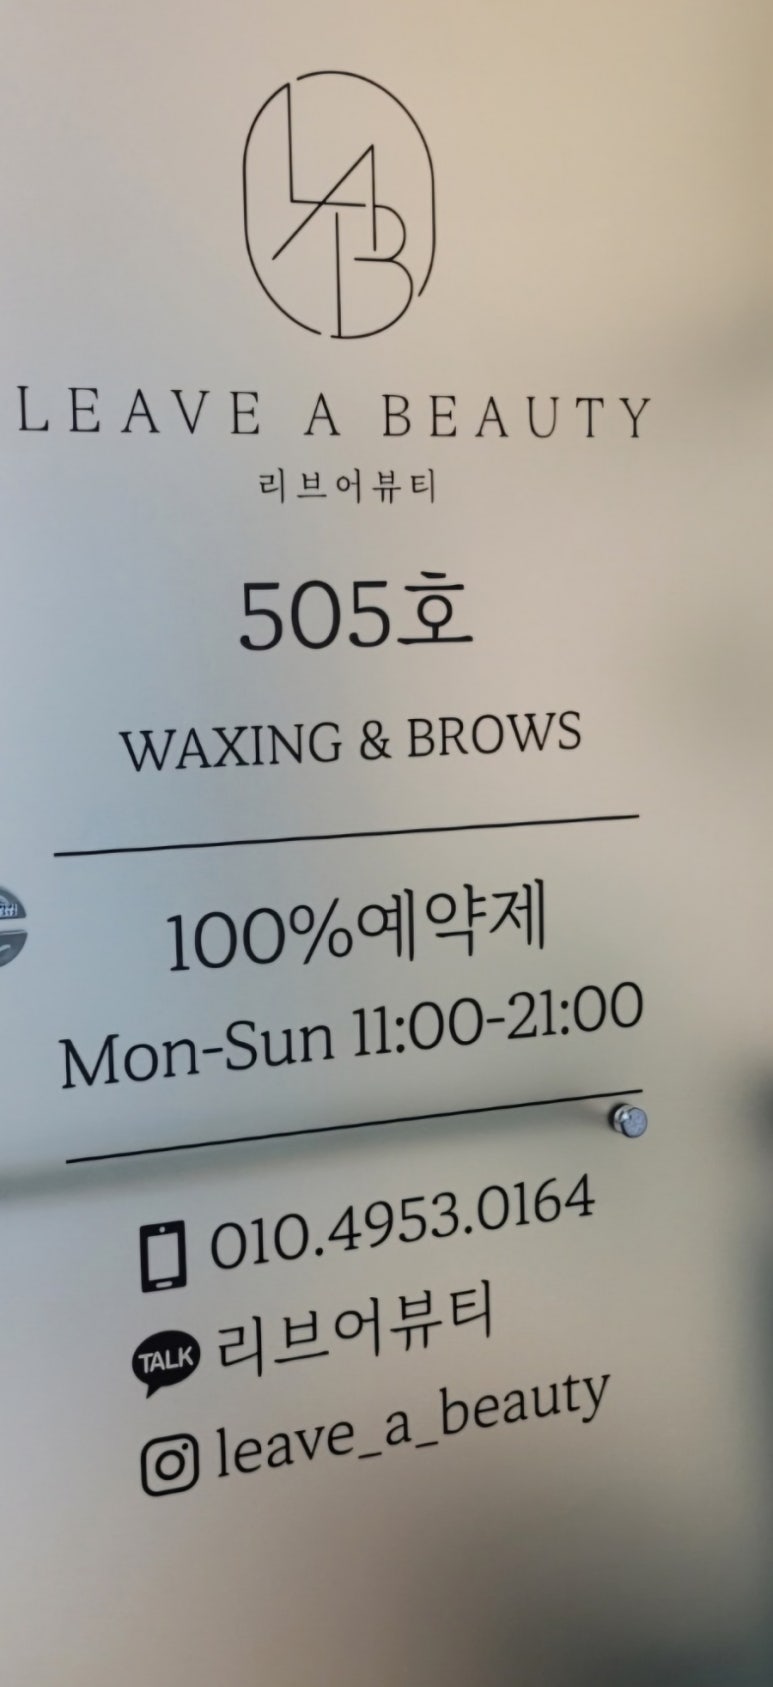 LAB
LEAVE A BEAUTY
리브어뷰티
505호
WAXING & BROWS
100%예약제
Mon-Sun 11:00-21:00
010.4953.0164
TALK 리브어뷰티
leave_a_beauty